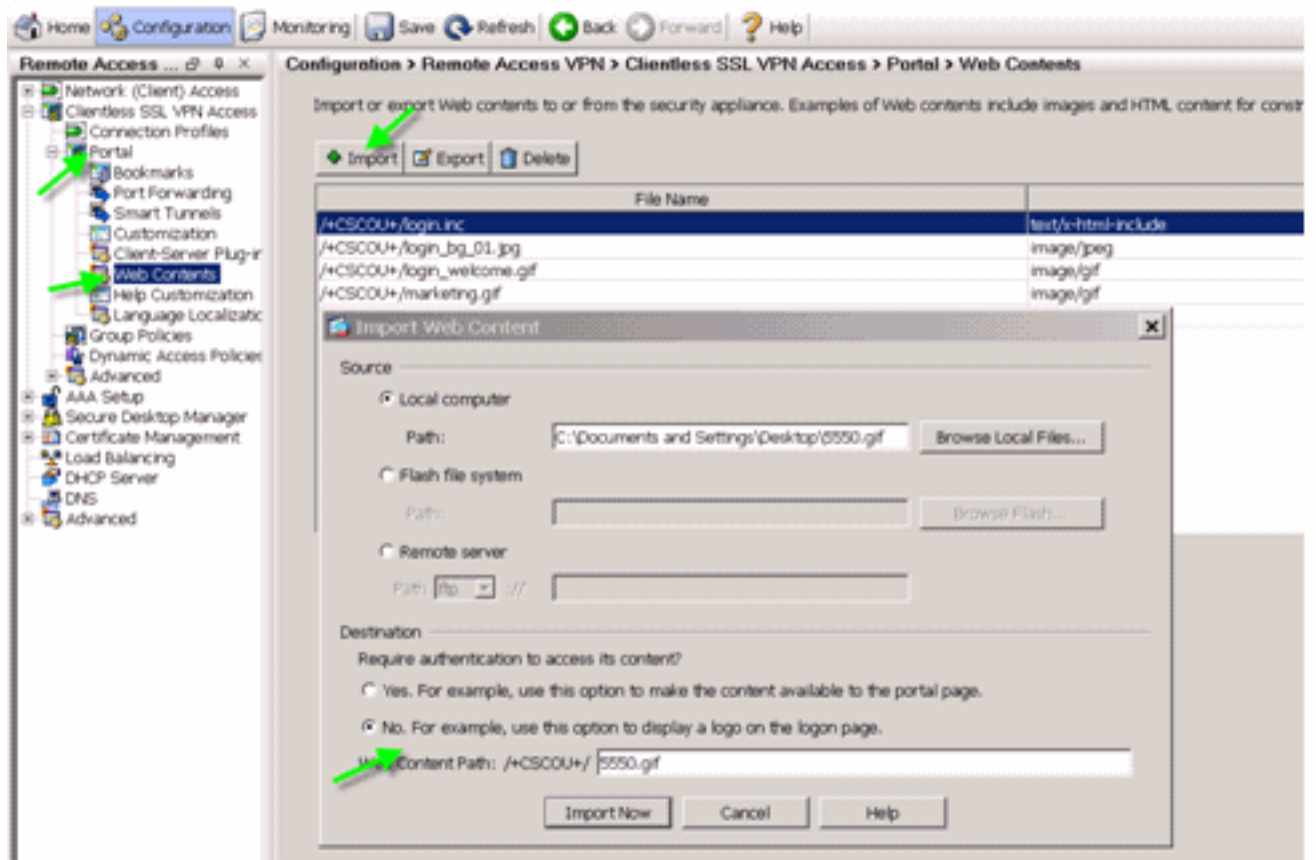 Home Configuration Monitoring Save Refresh Back Forward Help
Remote Access ...
Network (Client) Access
Clientless SSL VPN Access
Connection Profiles
Portal
Bookmarks
Port Forwarding
Smart Tunnels
Customization
Client-Server Plug-ir
Web Contents
Help Customization
Language Localizatic
Group Policies
Dynamic Access Policies
Advanced
AAA Setup
Secure Desktop Manager
Certificate Management
Load Balancing
DHCP Server
DNS
Advanced
Configuration > Remote Access VPN > Clientless SSL VPN Access > Portal > Web Contents
Import or export Web contents to or from the security appliance. Examples of Web contents include images and HTML content for constr
Import Export Delete
File Name
/+CSCOU+/login.inc text/x-html-include
/+CSCOU+/login_bg_01.jpg image/jpeg
/+CSCOU+/login_welcome.gif image/gif
/+CSCOU+/marketing.gif image/gif
Import Web Content
Source
Local computer
Path: C:\Documents and Settings\Desktop\5550.gif Browse Local Files...
Flash file system
Path: Browse Flash...
Remote server
Path ftp ://
Destination
Require authentication to access its content?
Yes. For example, use this option to make the content available to the portal page.
No. For example, use this option to display a logo on the logon page.
Web Content Path: /+CSCOU+/ 5550.gif
Import Now Cancel Help